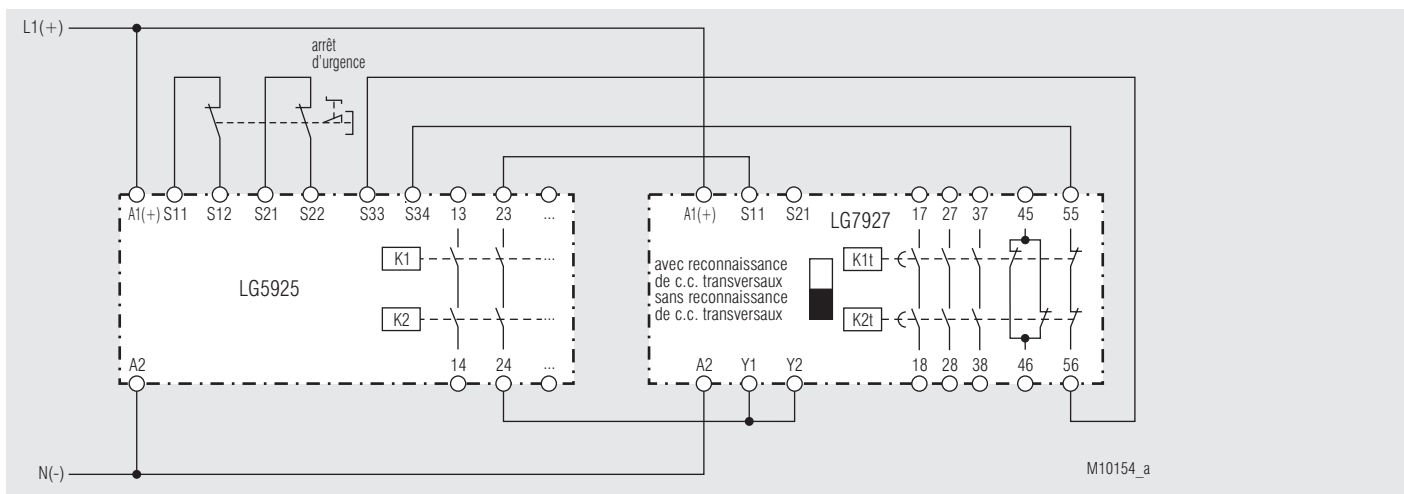 L1(+)
arrêt
d'urgence
A1(+) S11 S12 S21 S22 S33 S34 13 23 ...
A1(+) S11 S21 LG7927 17 27 37 45 55
K1 ...
K1t
avec reconnaissance
de c.c. transversaux
sans reconnaissance
de c.c. transversaux
LG5925
K2 ...
K2t
A2 14 24 ...
A2 Y1 Y2 18 28 38 46 56
N(-)
M10154_a